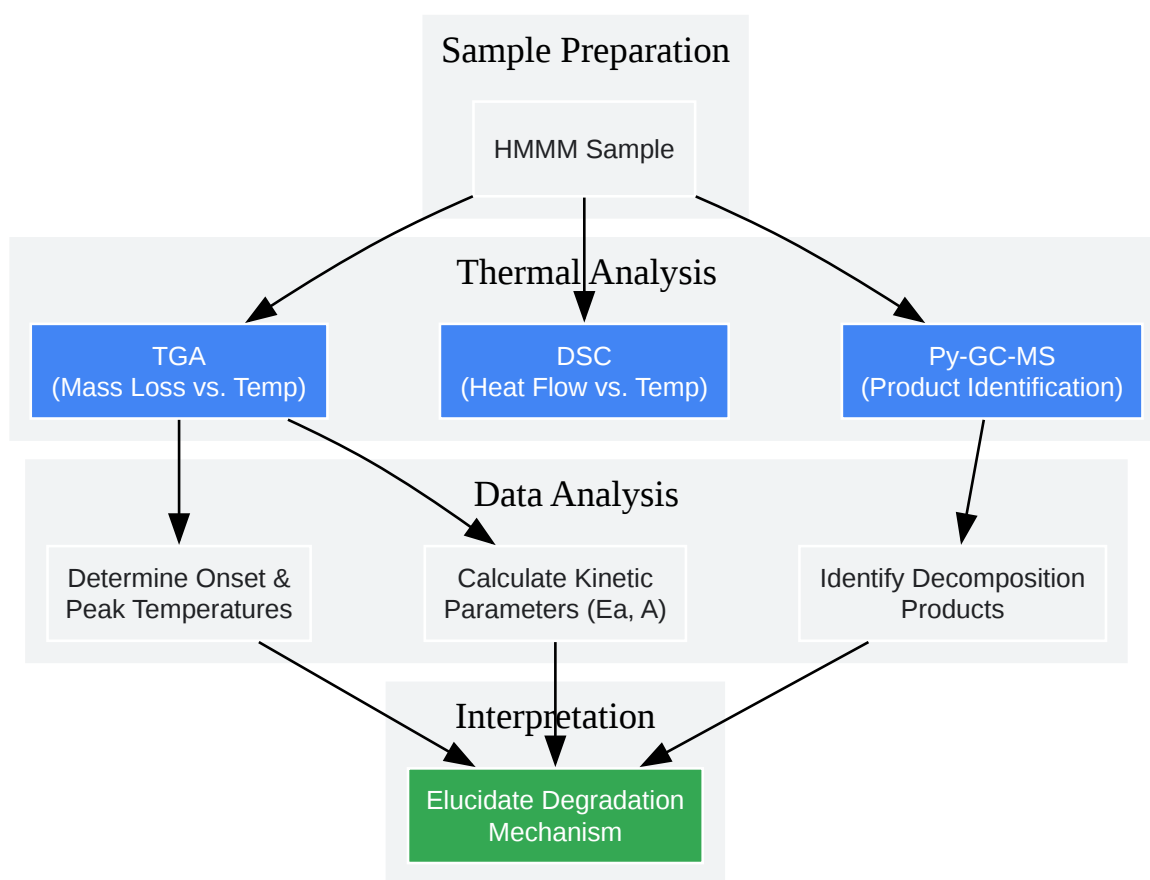 Sample Preparation
HMMM Sample
Thermal Analysis
TGA
(Mass Loss vs. Temp)
DSC
(Heat Flow vs. Temp)
Py-GC-MS
(Product Identification)
Data Analysis
Determine Onset &
Peak Temperatures
Calculate Kinetic
Parameters (Ea, A)
Identify Decomposition
Products
Interpretation
Elucidate Degradation
Mechanism